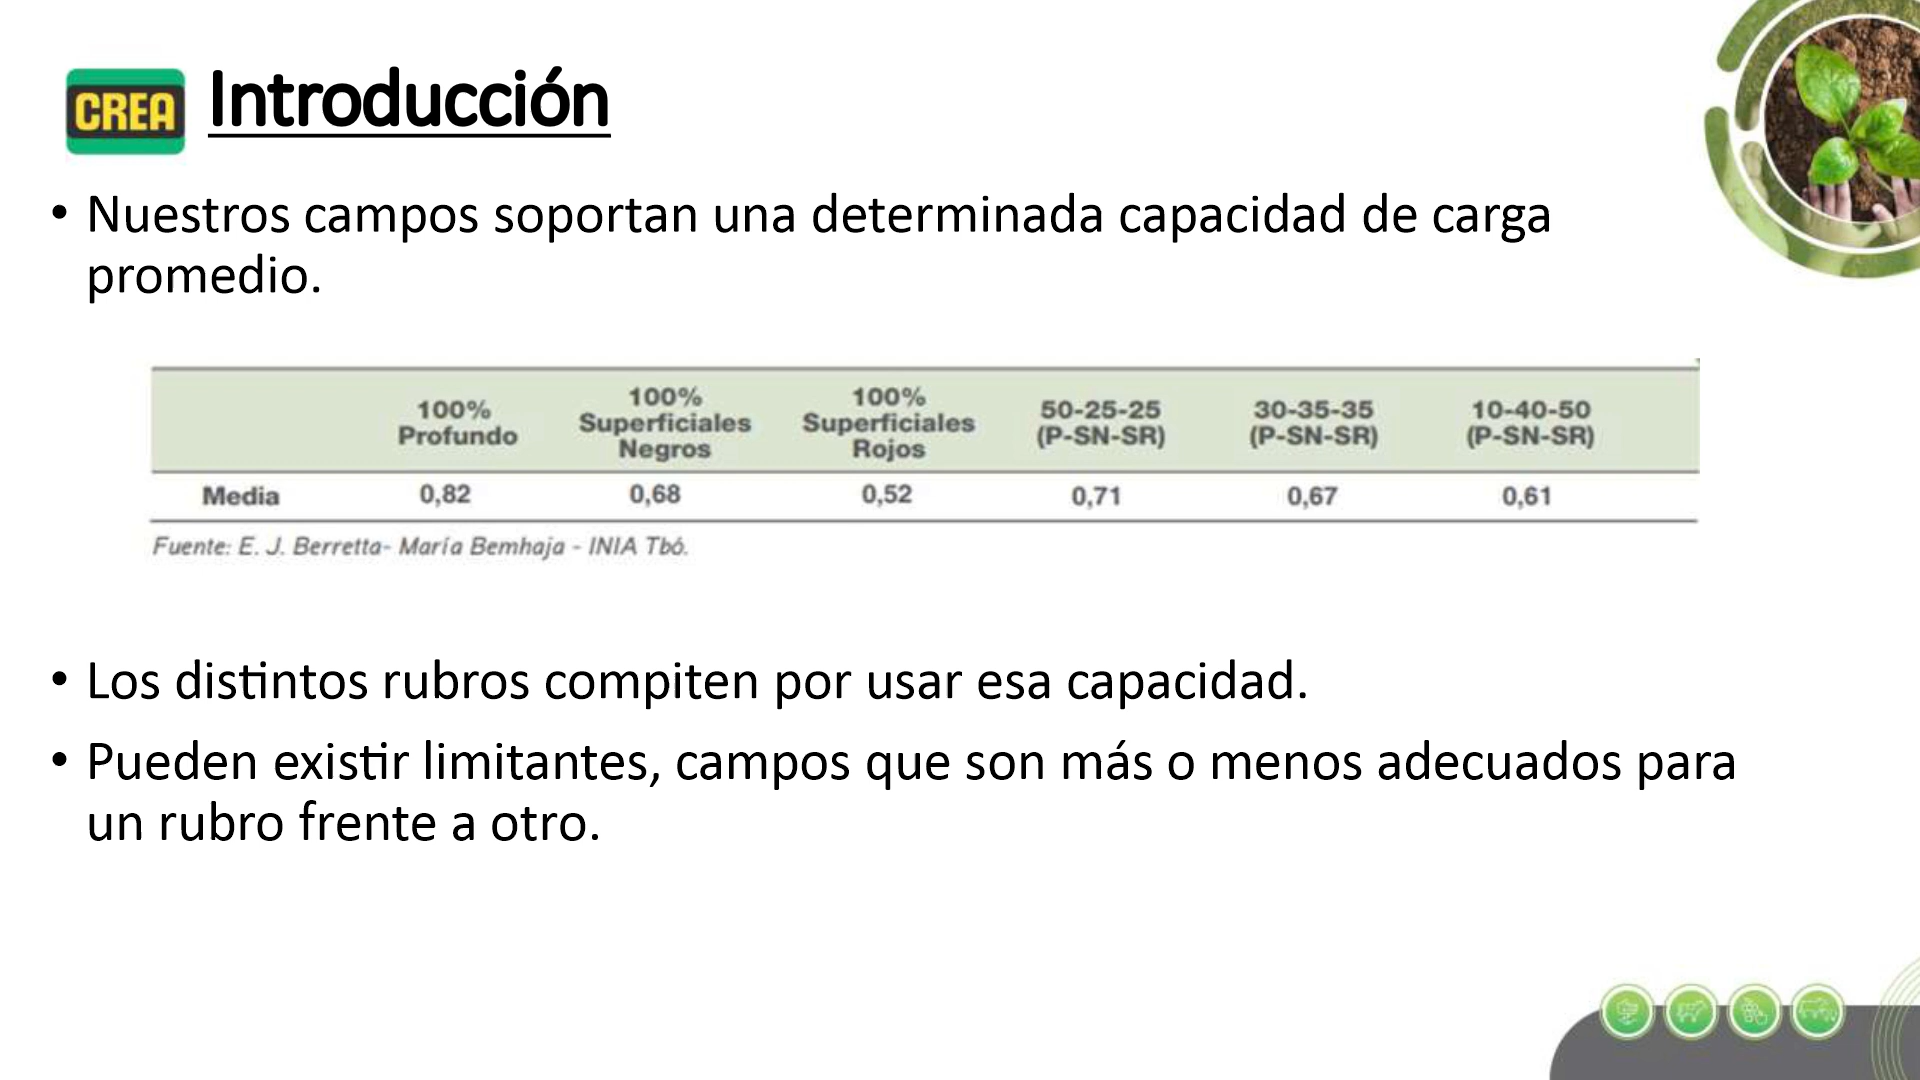 CREA
Introducción
• Nuestros campos soportan una determinada capacidad de carga
promedio.
100% Profundo	100% Superficiales Negros	100% Superficiales Rojos	50-25-25 (P-SN-SR)	30-35-35 (P-SN-SR)	10-40-50 (P-SN-SR)
Media	0,82	0,68	0,52	0,71	0,67	0,61
Fuente: E. J. Berretta- María Bemhaja - INIA Tbó.
• Los distintos rubros compiten por usar esa capacidad.
• Pueden existir limitantes, campos que son más o menos adecuados para
un rubro frente a otro.